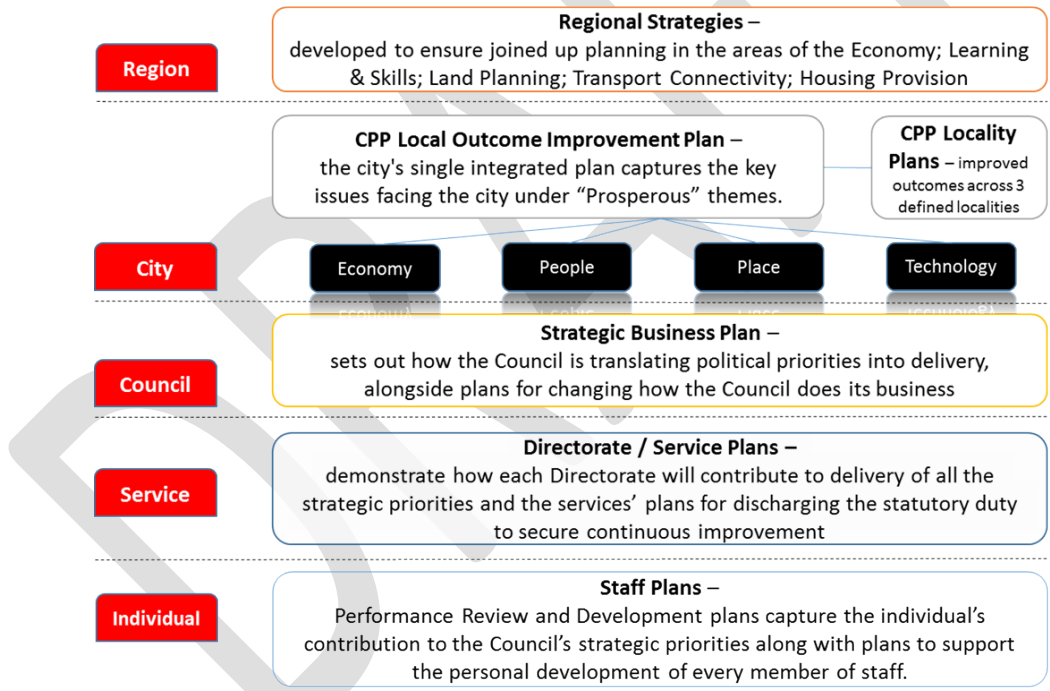 Region
Regional Strategies –
developed to ensure joined up planning in the areas of the Economy; Learning
& Skills; Land Planning; Transport Connectivity; Housing Provision
CPP Local Outcome Improvement Plan –
the city's single integrated plan captures the key
issues facing the city under “Prosperous” themes.
CPP Locality
Plans – improved
outcomes across 3
defined localities
City
Economy
People
Place
Technology
Council
Strategic Business Plan –
sets out how the Council is translating political priorities into delivery,
alongside plans for changing how the Council does its business
Service
Directorate / Service Plans –
demonstrate how each Directorate will contribute to delivery of all the
strategic priorities and the services’ plans for discharging the statutory duty
to secure continuous improvement
Individual
Staff Plans –
Performance Review and Development plans capture the individual’s
contribution to the Council’s strategic priorities along with plans to support
the personal development of every member of staff.